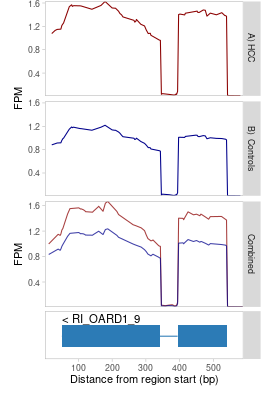 1.6
1.2
0.8
0.4
FPM
A) HCC
1.6
1.2
0.8
0.4
B): Controls
1.6
1.2
0.8
0.4
FPM
Combined
< RI_OARD1_9
100 200 300 400 500
Distance from region start (bp)